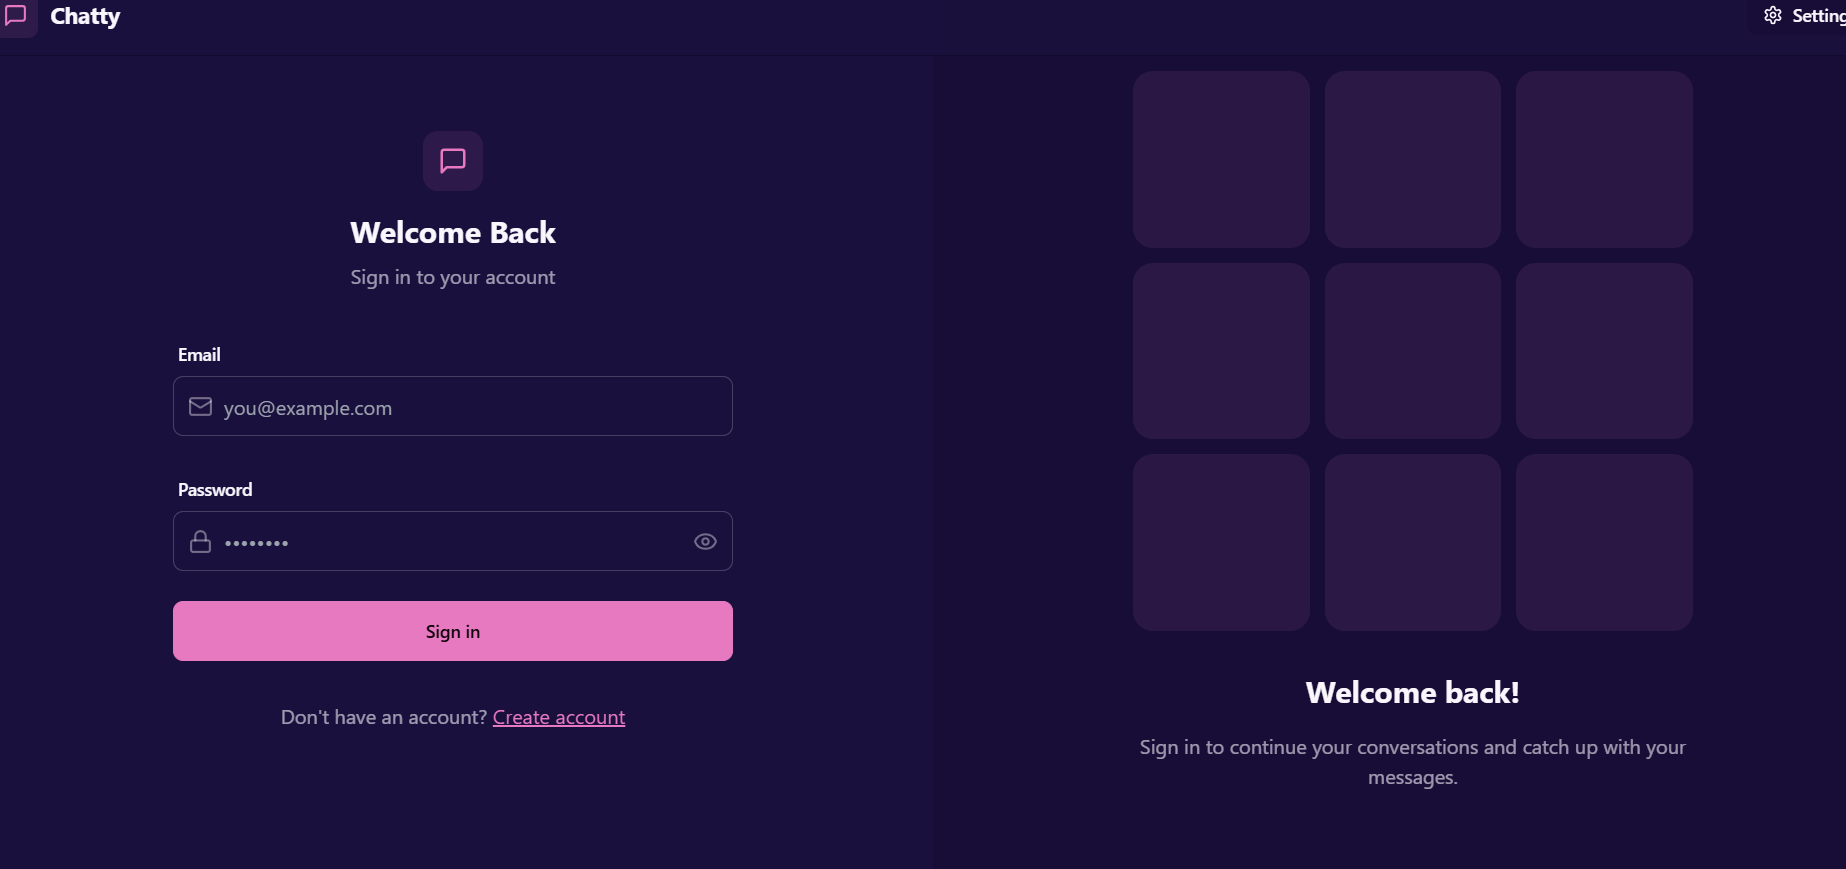 Chatty
Setting
Welcome Back
Sign in to your account
Email
you@example.com
Password
••••••••
Sign in
Don't have an account? Create account
Welcome back!
Sign in to continue your conversations and catch up with your
messages.